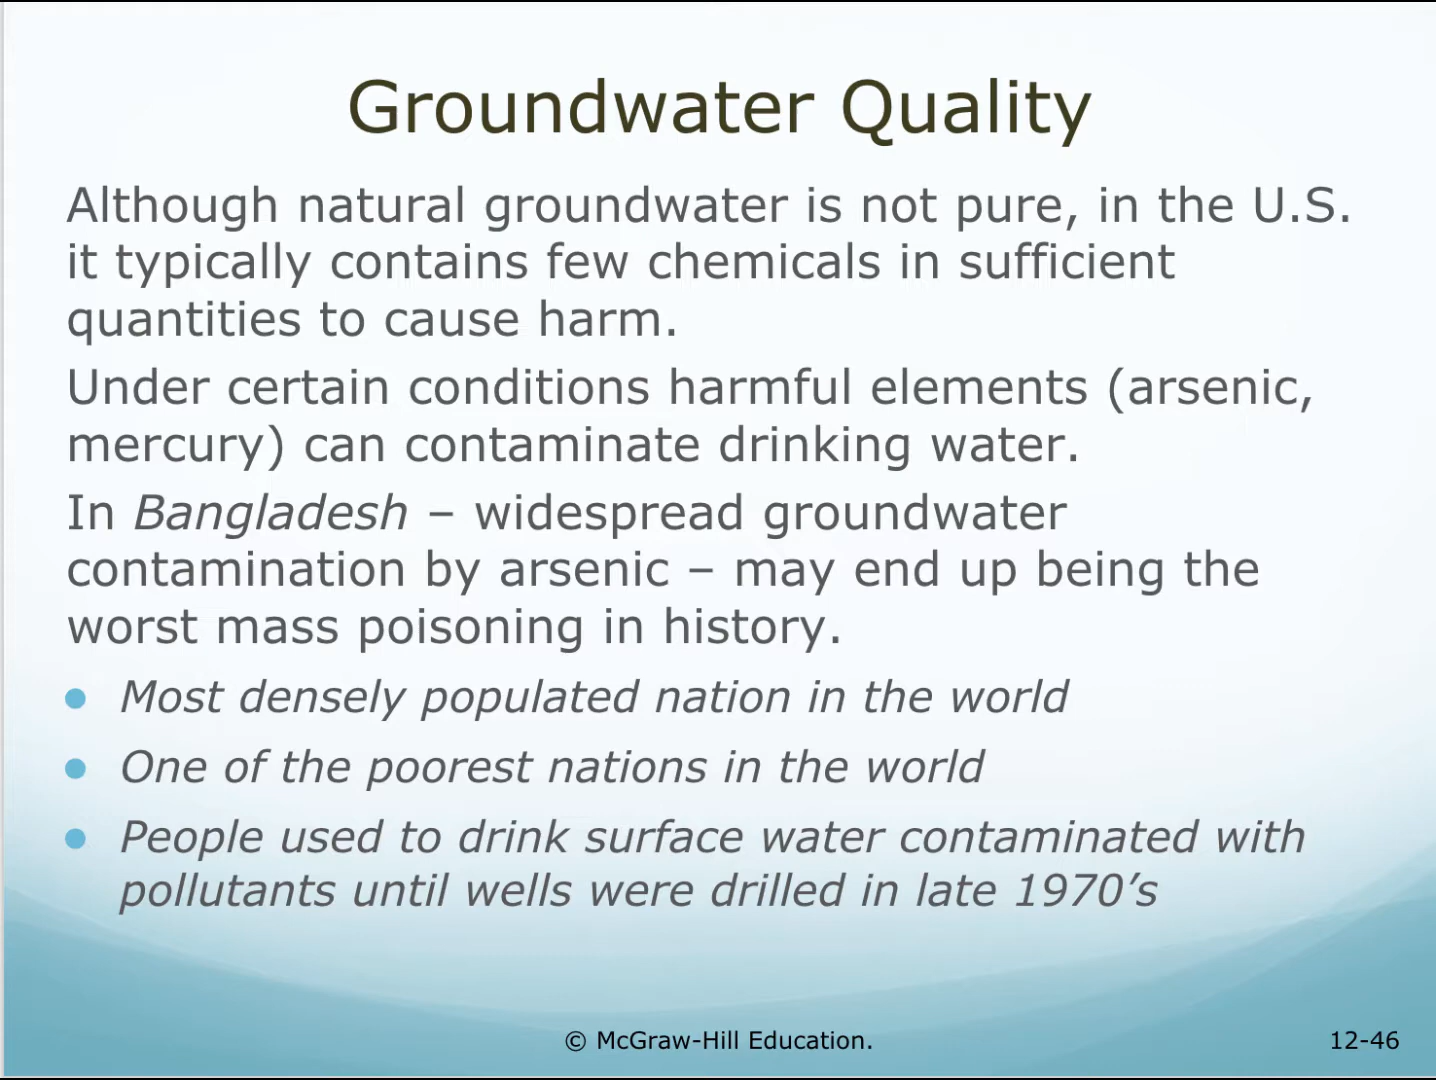 Groundwater Quality
Although natural groundwater is not pure, in the U.S.
it typically contains few chemicals in sufficient
quantities to cause harm.
Under certain conditions harmful elements (arsenic,
mercury) can contaminate drinking water.
In Bangladesh – widespread groundwater
contamination by arsenic – may end up being the
worst mass poisoning in history.
• Most densely populated nation in the world
• One of the poorest nations in the world
• People used to drink surface water contaminated with
pollutants until wells were drilled in late 1970’s
© McGraw-Hill Education.
12-46